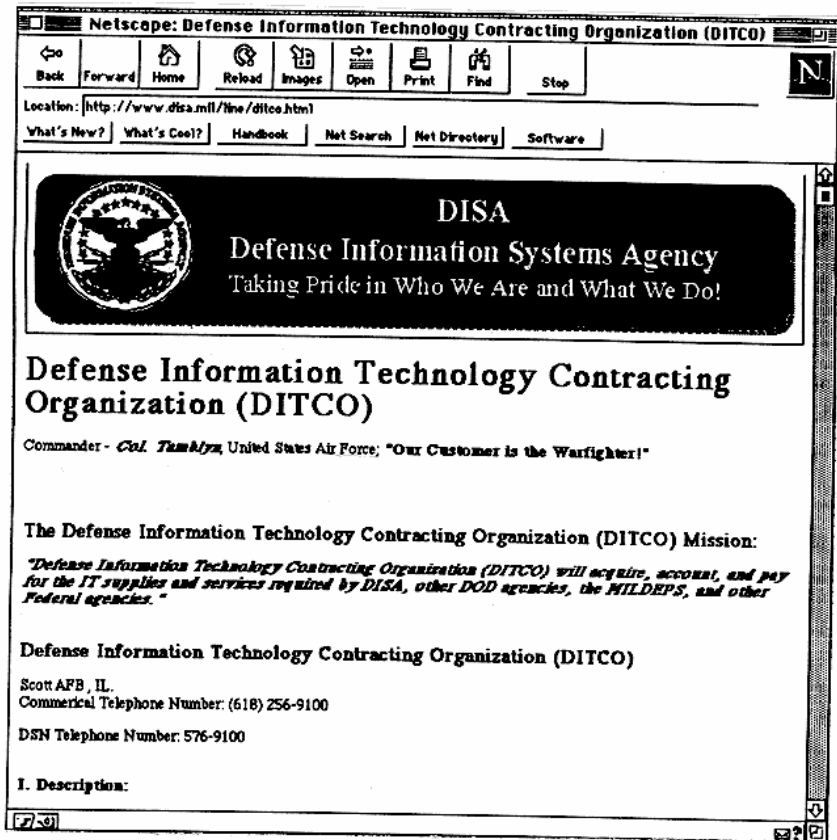 Netscape: Defense Information Technology Contracting Organization (DITCO)
Back Forward Home Reload Images Open Print Find Stop
N
Location: http://www.disa.mil/line/ditco.html
What's New? What's Cool? Handbook Net Search Net Directory Software
DISA
Defense Information Systems Agency
Taking Pride in Who We Are and What We Do!
Defense Information Technology Contracting
Organization (DITCO)
Commander - Col. United States Air Force; "Our Customer is the Warfighter!"
The Defense Information Technology Contracting Organization (DITCO) Mission:
"Defense Information Technology Contracting Organization (DITCO) will acquire, account, and pay
for the IT supplies and services required by DISA, other DOD agencies, the MILDEPS, and other
Federal agencies. "
Defense Information Technology Contracting Organization (DITCO)
Scott AFB, IL.
Commerical Telephone Number: (618) 256-9100
DSN Telephone Number: 576-9100
I. Description: